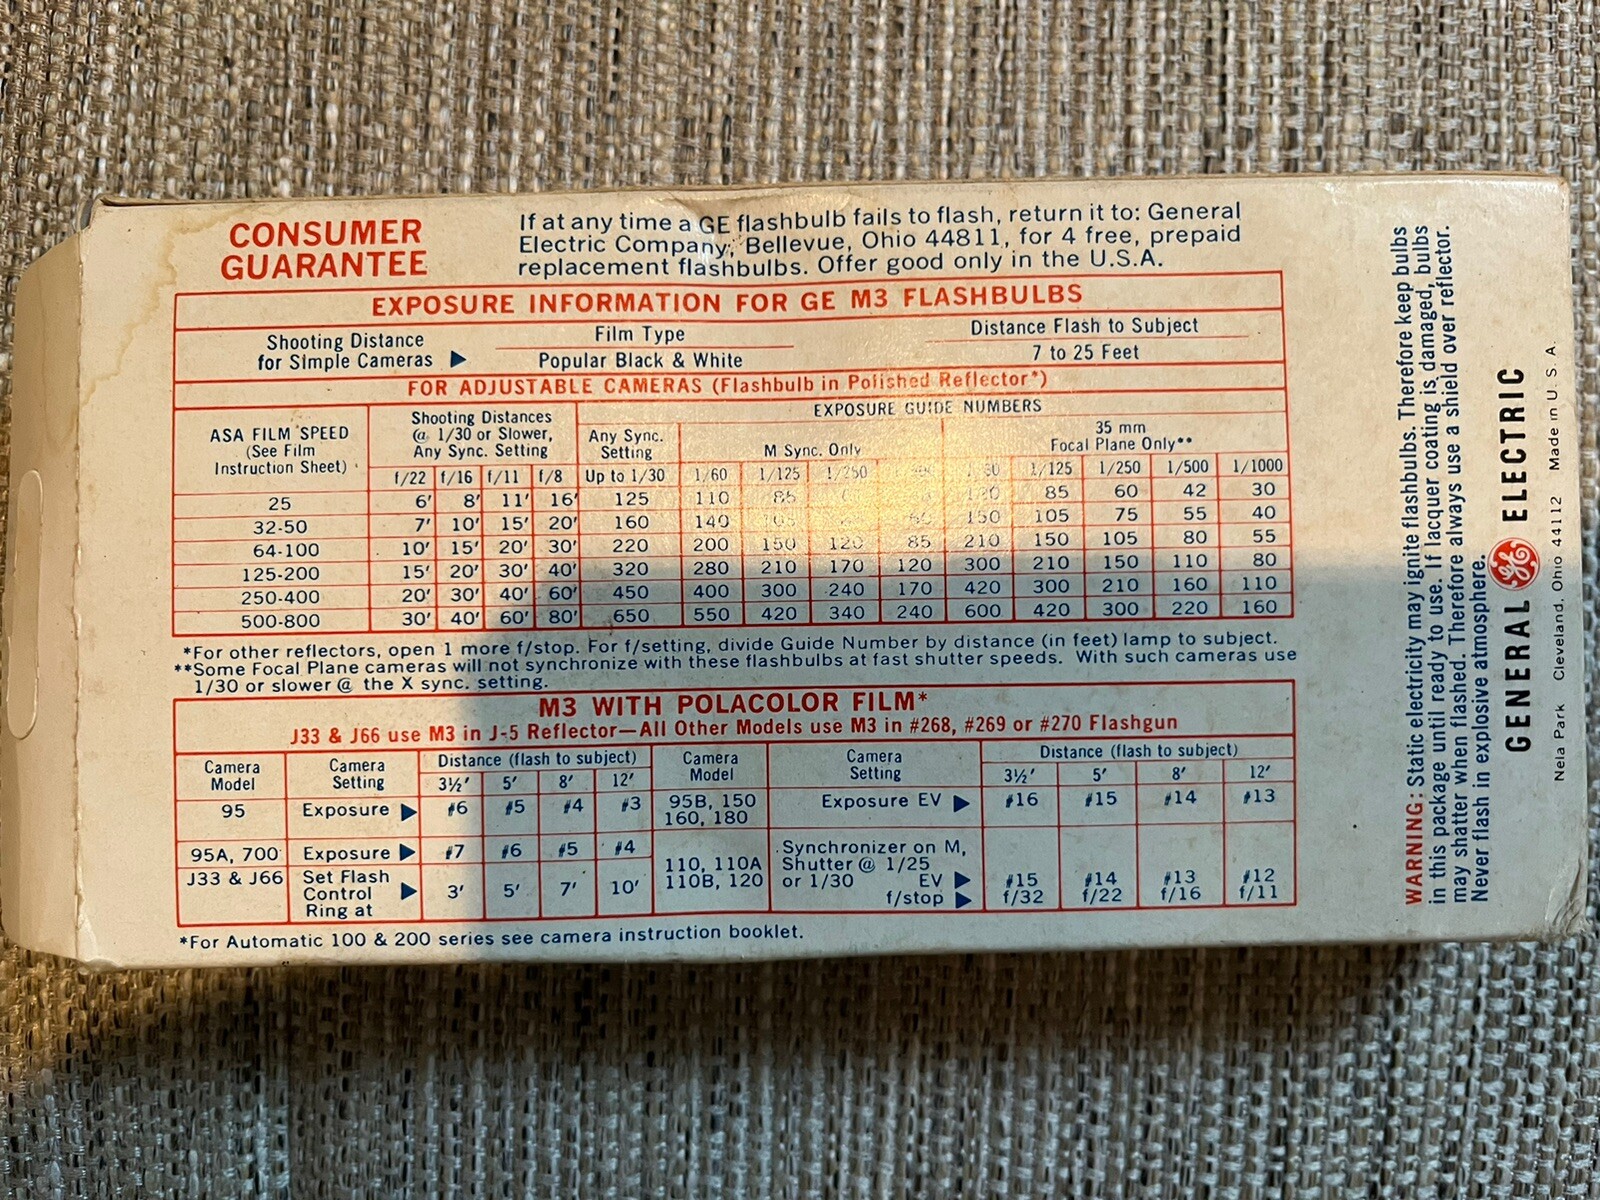 CONSUMER
GUARANTEE
If at any time a GE flashbulb fails to flash, return it to: General
Electric Company, Bellevue, Ohio 44811, for 4 free, prepaid
replacement flashbulbs. Offer good only in the U.S.A.
EXPOSURE INFORMATION FOR GE M3 FLASHBULBS
Shooting Distance
for Simple Cameras ▶
Film Type
Popular Black & White
Distance Flash to Subject
7 to 25 Feet
FOR ADJUSTABLE CAMERAS (Flashbulb in Polished Reflector*)
ASA FILM SPEED
(See Film
Instruction Sheet)
Shooting Distances
@ 1/30 or Slower,
Any Sync. Setting
EXPOSURE GUIDE NUMBERS
Any Sync.
Setting
M Sync. Only
35 mm
Focal Plane Only**
f/22 f/16 f/11 f/8 Up to 1/30 1/60 1/125 1/250 1/125 1/250 1/500 1/1000
25 6' 8' 11' 16' 125 110 85 85 60 42 30
32-50 7' 10' 15' 20' 160 140 105 60 150 105 75 55 40
64-100 10' 15' 20' 30' 220 200 150 120 85 210 150 105 80 55
125-200 15' 20' 30' 40' 320 280 210 170 120 300 210 150 110 80
250-400 20' 30' 40' 60' 450 400 300 240 170 420 300 210 160 110
500-800 30' 40' 60' 80' 650 550 420 340 240 600 420 300 220 160
*For other reflectors, open 1 more f/stop. For f/setting, divide Guide Number by distance (in feet) lamp to subject.
**Some Focal Plane cameras will not synchronize with these flashbulbs at fast shutter speeds. With such cameras use
1/30 or slower @ the X sync. setting.
M3 WITH POLACOLOR FILM*
J33 & J66 use M3 in J-5 Reflector—All Other Models use M3 in #268, #269 or #270 Flashgun
Camera
Model
Camera
Setting
Distance (flash to subject)
3½' 5' 8' 12'
95 Exposure ▶ #6 #5 #4 #3
95A, 700 Exposure ▶ #7 #6 #5 #4
J33 & J66 Set Flash
Control ▶ 3' 5' 7' 10'
Ring at
Camera
Model
Camera
Setting
Distance (flash to subject)
3½' 5' 8' 12'
95B, 150
160, 180
Exposure EV ▶ #16 #15 #14 #13
110, 110A
110B, 120
Synchronizer on M,
Shutter @ 1/25
or 1/30 EV ▶ #15 #14 #13 #12
f/stop ▶ f/32 f/22 f/16 f/11
*For Automatic 100 & 200 series see camera instruction booklet.
WARNING: Static electricity may ignite flashbulbs. Therefore keep bulbs
in this package until ready to use. If lacquer coating is damaged, bulbs
may shatter when flashed. Therefore always use a shield over reflector.
Never flash in explosive atmosphere.
GENERAL GE ELECTRIC
Nela Park Cleveland, Ohio 44112 Made in U.S.A.